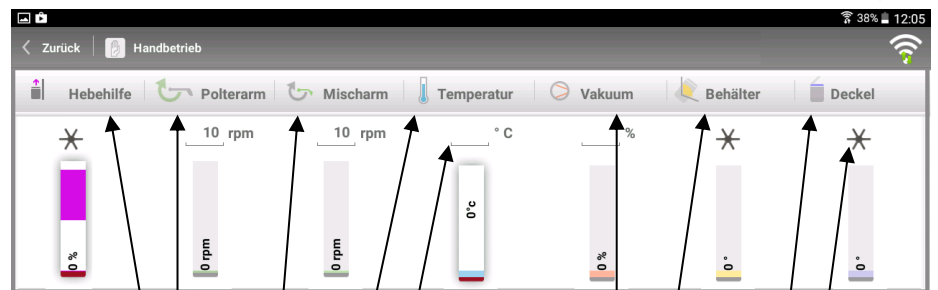 38% 12:05
Zurück Handbetrieb
Hebehilfe Polterarm Mischarm Temperatur Vakuum Behälter Deckel
10 rpm 10 rpm ° C %
0 % 0 rpm 0 rpm 0°c 0 % 0 ° 0 °